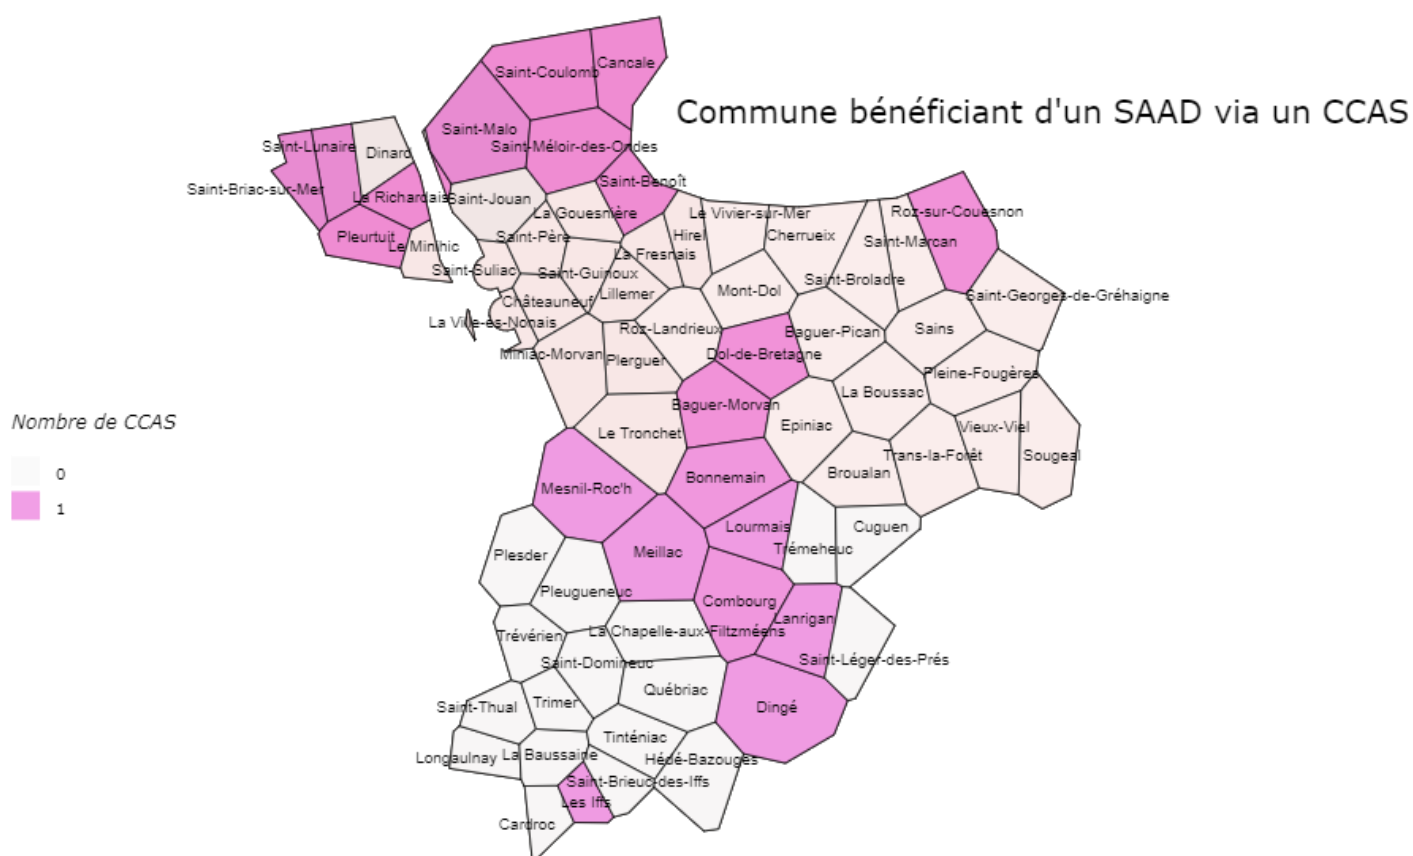 Commune bénéficiant d'un SAAD via un CCAS
Cancale
Saint-Coulomb
Saint-Malo
Saint-Méloir-des-Ondes
Saint-Lunaire
Dinard
Saint-Benoît
Saint-Briac-sur-Mer
La Richardais
Saint-Jouan
La Gouesnière
Le Vivier-sur-Mer
Roz-sur-Couesnon
Pleurtuit
Le Minihic
Saint-Père
Hirel
Cherrueix
Saint-Marcan
La Fresnais
Saint-Suliac
Saint-Guinoux
Saint-Broladre
Mont-Dol
Lillemer
Saint-Georges-de-Gréhaigne
Châteauneuf
La Ville-ès-Nonais
Roz-Landrieux
Baguer-Pican
Sains
Miniac-Morvan
Plerguer
Dol-de-Bretagne
Pleine-Fougères
La Boussac
Baguer-Morvan
Epiniac
Vieux-Viel
Le Tronchet
Trans-la-Forêt
Sougeal
Broualan
Nombre de CCAS
0
1
Bonnemain
Mesnil-Roc'h
Lourmais
Cuguen
Trémeheuc
Plesder
Meillac
Pleugueneuc
Combourg
Lanrigan
Trévérien
La Chapelle-aux-Filtzméens
Saint-Domineuc
Saint-Léger-des-Prés
Québriac
Trimer
Saint-Thual
Dingé
Tinténiac
Longaulnay
La Baussaine
Hédé-Bazouges
Saint-Brieuc-des-Iffs
Les Iffs
Cardroc